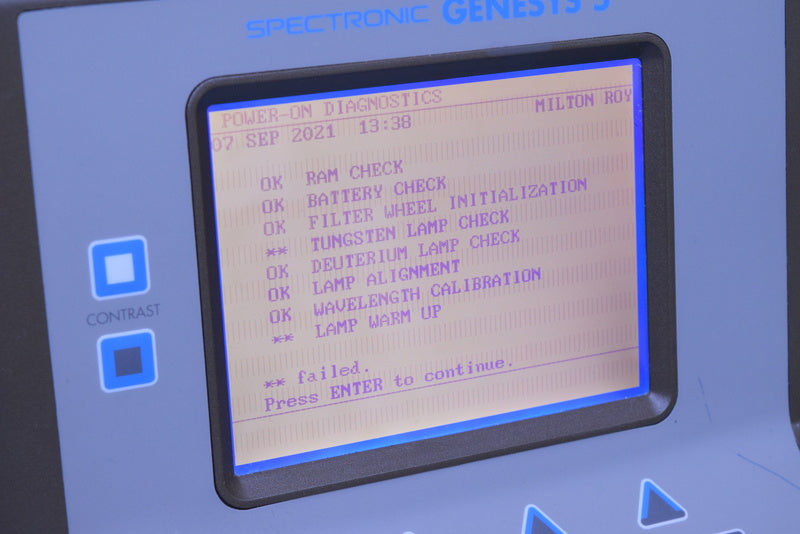 SPECTRONIC GENESYS 5
POWER-ON DIAGNOSTICS MILTON ROY
07 SEP 2021 13:38
OK RAM CHECK
OK BATTERY CHECK
OK FILTER WHEEL INITIALIZATION
** TUNGSTEN LAMP CHECK
OK DEUTERIUM LAMP CHECK
OK LAMP ALIGNMENT
OK WAVELENGTH CALIBRATION
** LAMP WARM UP
** failed.
Press ENTER to continue.
CONTRAST